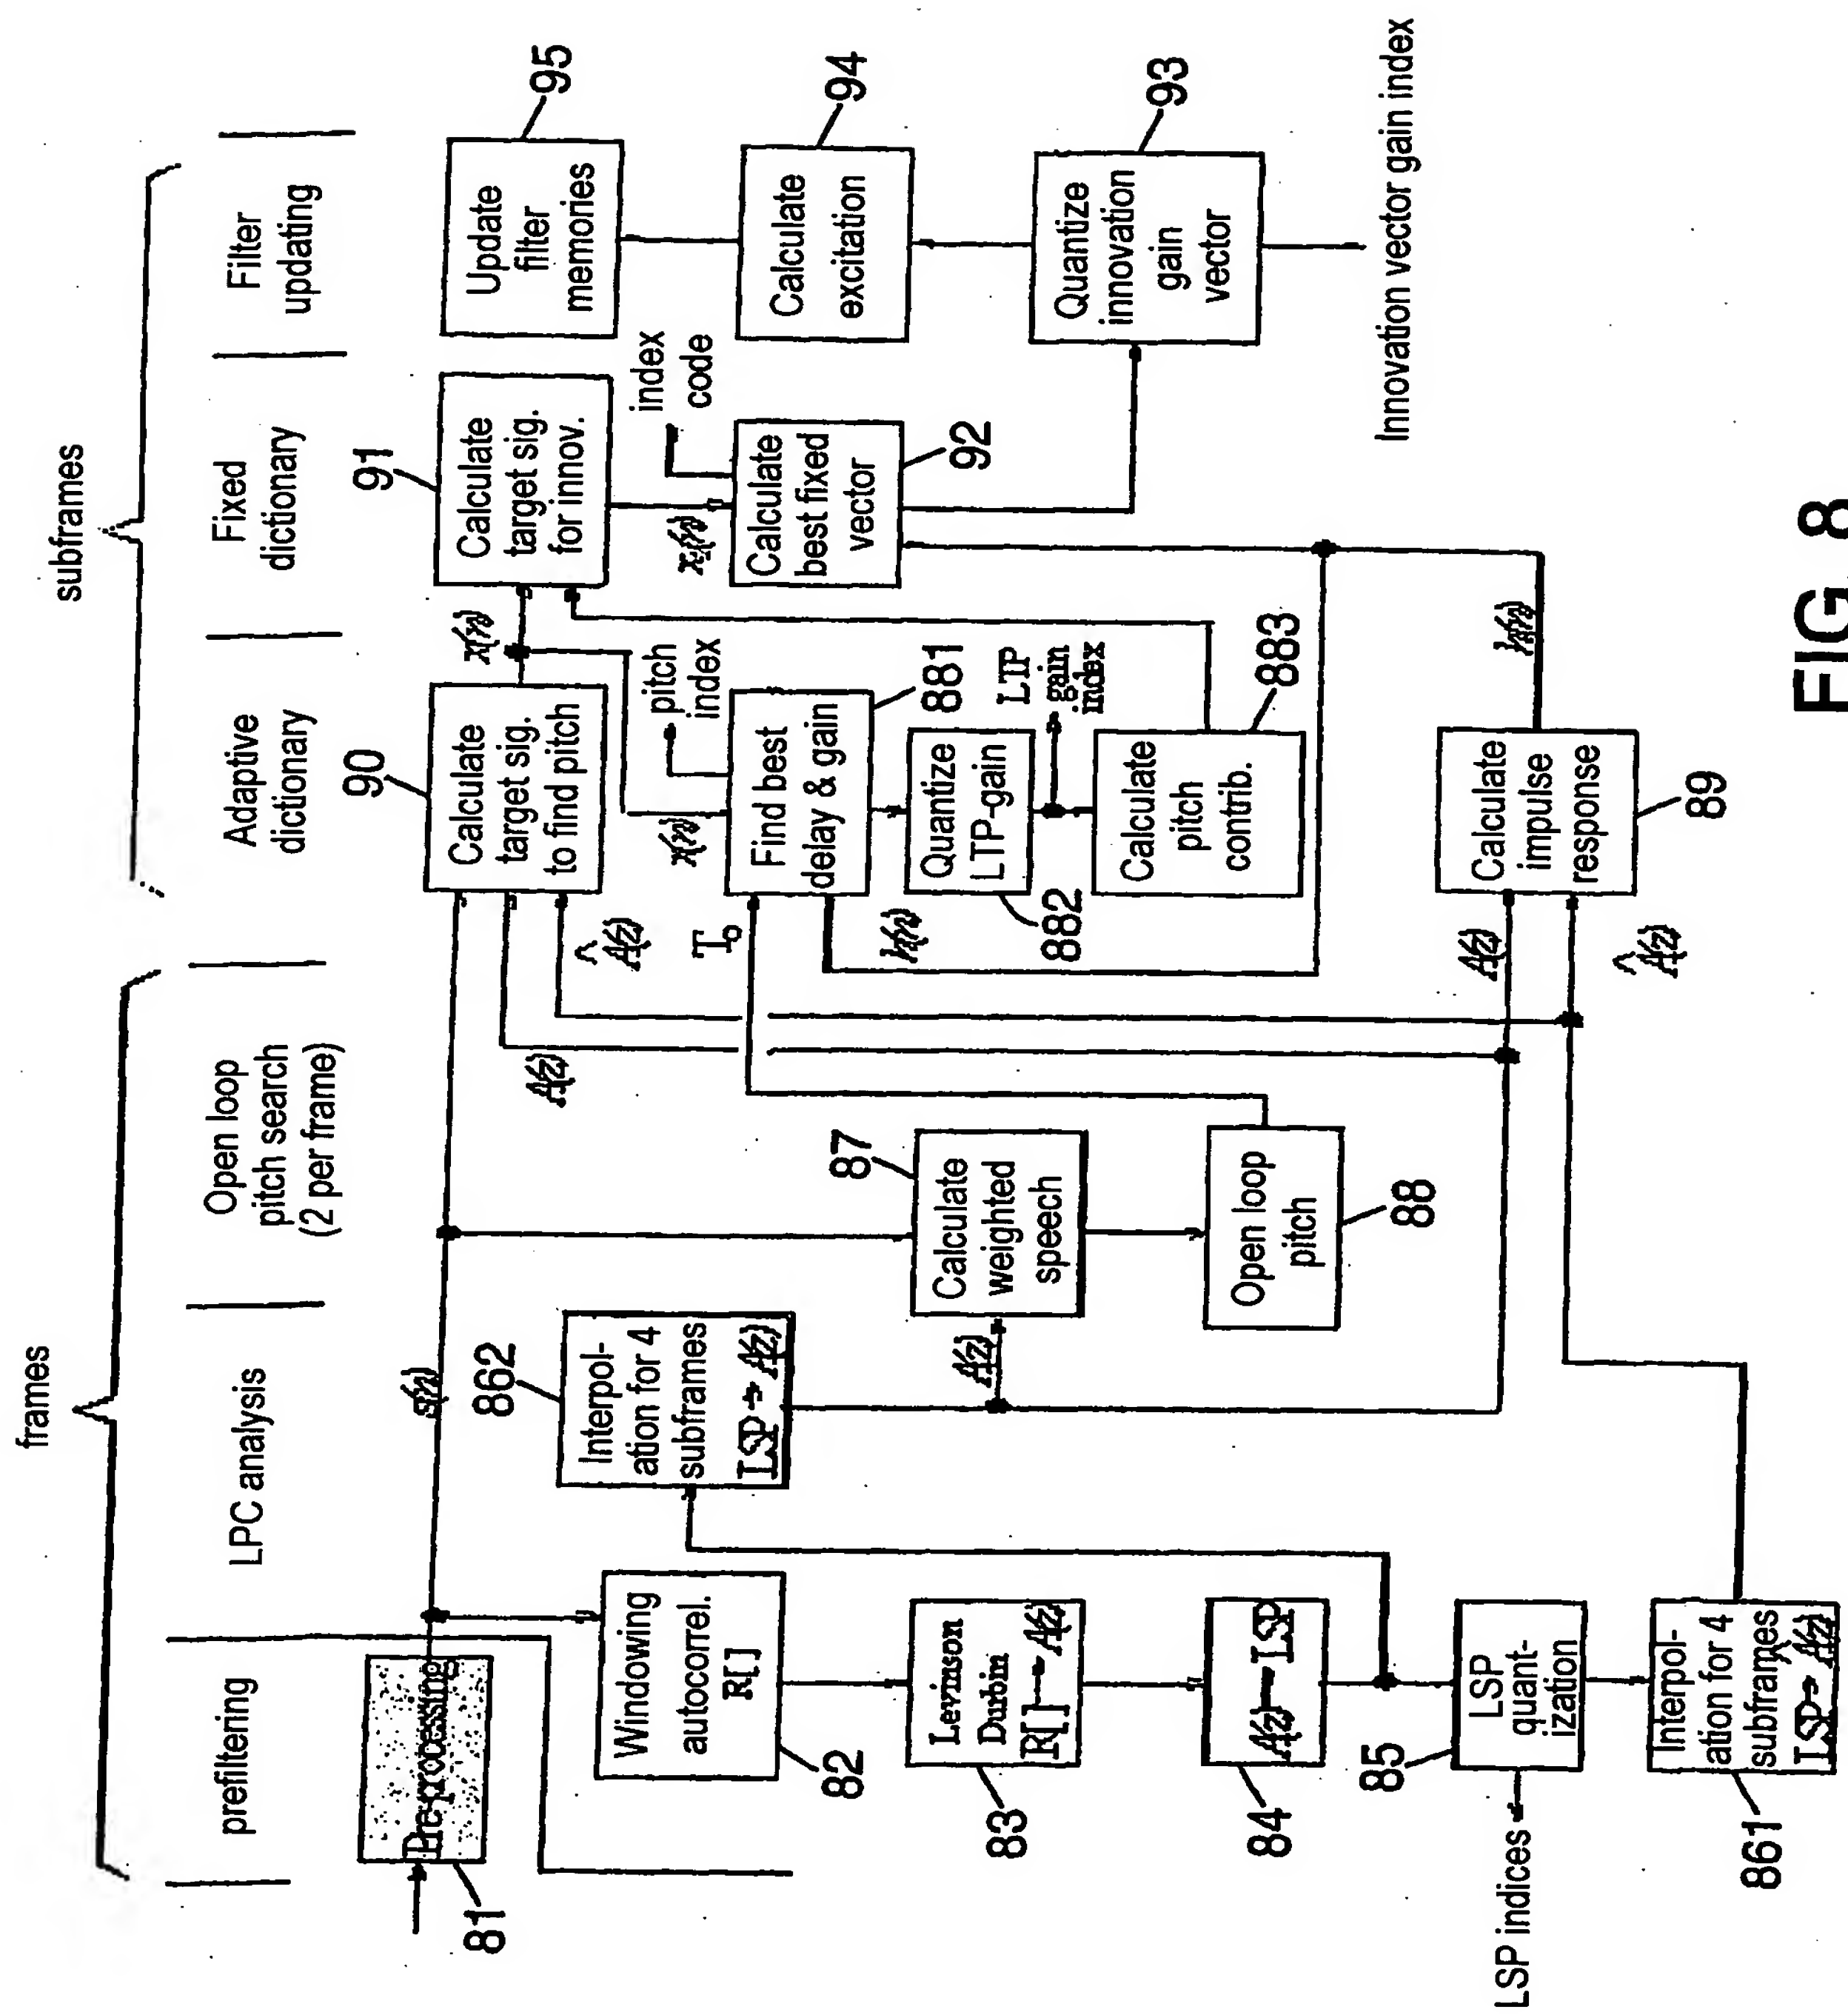 frames
subframes
prefiltering
LPC analysis
Open loop
pitch search
(2 per frame)
Adaptive
dictionary
Fixed
dictionary
Filter
updating
Pre-processing
81
s(n)
Windowing
autocorrel.
R[]
82
Levinson
Durbin
R[] → A(z)
83
A(z) → LSP
84
LSP
quant-
ization
85
LSP indices
Interpol-
ation for 4
subframes
LSP → Â(z)
861
Interpol-
ation for 4
subframes
LSP → A(z)
862
A(z)
Calculate
weighted
speech
87
Open loop
pitch
88
A(z)
Â(z)
T₀
Calculate
target sig.
to find pitch
90
x(n)
x(n)
pitch
index
Find best
delay & gain
881
h(n)
Quantize
LTP-gain
882
LTP
gain
index
Calculate
pitch
contrib.
883
A(z)
Â(z)
Calculate
impulse
response
89
h(n)
Calculate
target sig.
for innov.
91
x₂(n)
index
code
Calculate
best fixed
vector
92
Update
filter
memories
95
Calculate
excitation
94
Quantize
innovation
gain
vector
93
Innovation vector gain index
FIG. 8